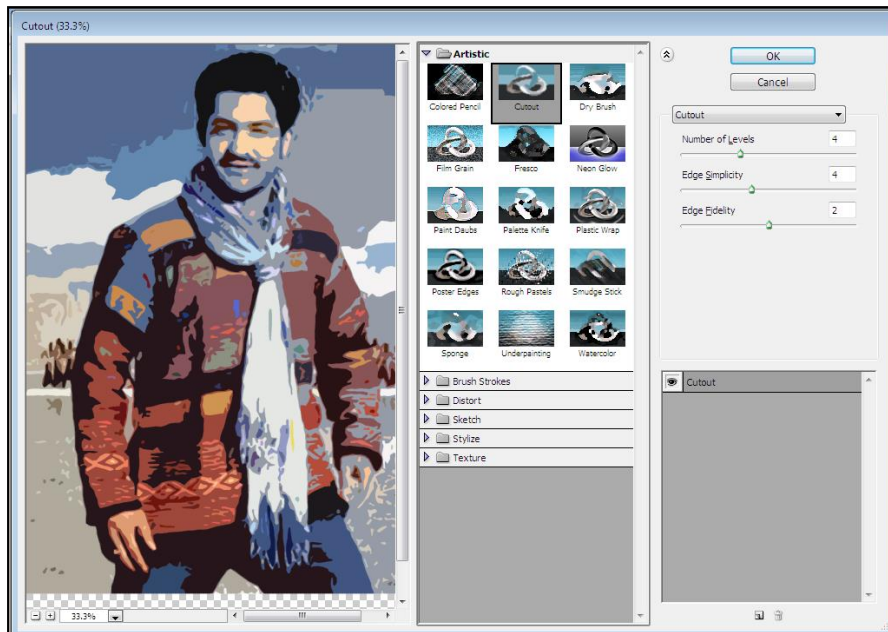 Cutout (33.3%)
Artistic
Colored Pencil
Cutout
Dry Brush
Film Grain
Fresco
Neon Glow
Paint Daubs
Palette Knife
Plastic Wrap
Poster Edges
Rough Pastels
Smudge Stick
Sponge
Underpainting
Watercolor
Brush Strokes
Distort
Sketch
Stylize
Texture
OK
Cancel
Cutout
Number of Levels 4
Edge Simplicity 4
Edge Fidelity 2
Cutout
33.3%